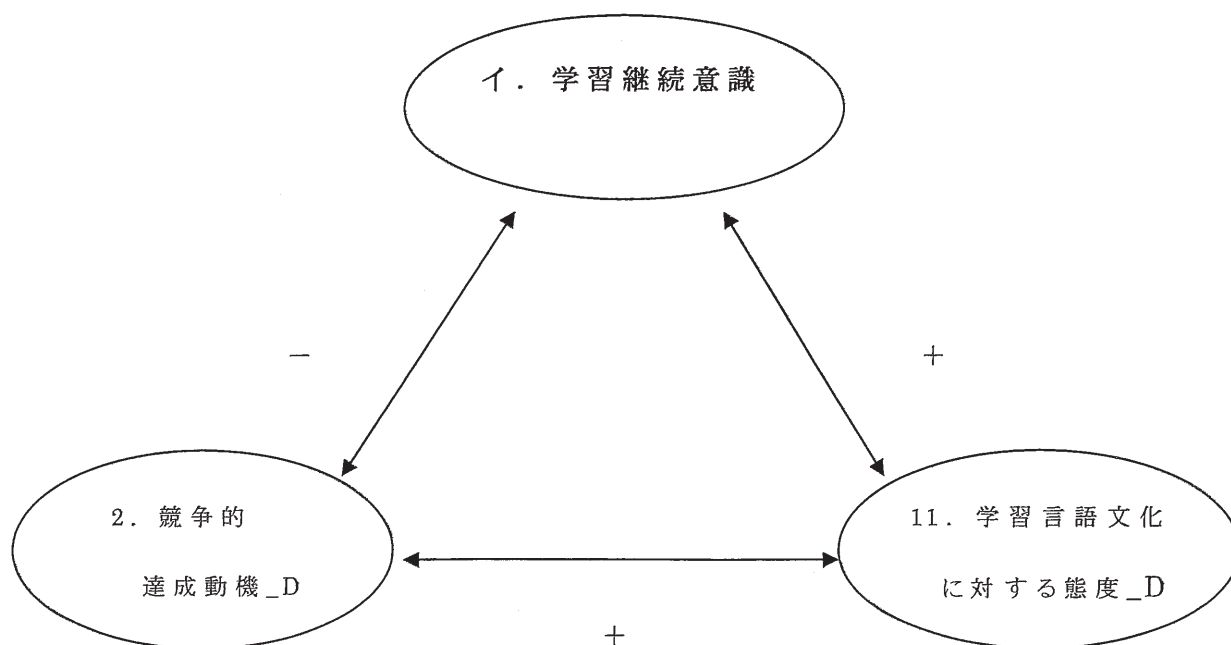 イ. 学習継続意識
－
＋
2. 競争的
達成動機_D
11. 学習言語文化
に対する態度_D
＋